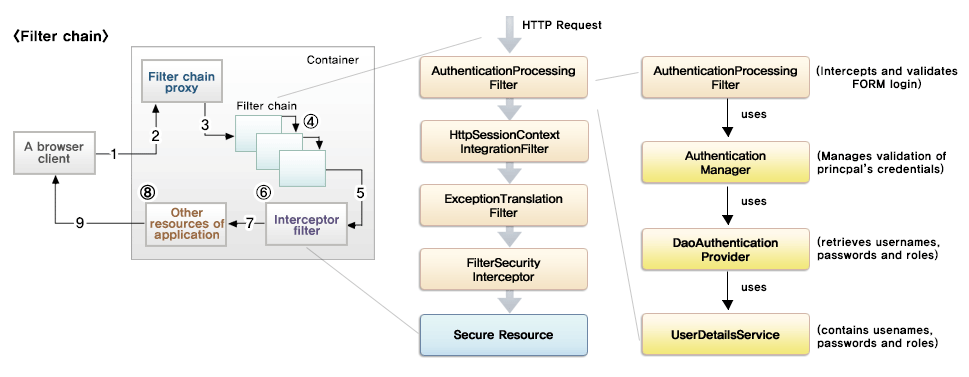 《Filter chain》
Container
Filter chain
proxy
Filter chain
A browser
client
1
2
3
④
5
⑥
7
⑧
9
Other
resources of
application
Interceptor
filter
HTTP Request
AuthenticationProcessing
Filter
HttpSessionContext
IntegrationFilter
ExceptionTranslation
Filter
FilterSecurity
Interceptor
Secure Resource
AuthenticationProcessing
Filter
(Intercepts and validates
FORM login)
uses
Authentication
Manager
(Manages validation of
princpal's credentials)
uses
DaoAuthentication
Provider
(retrieves usernames,
passwords and roles)
uses
UserDetailsService
(contains usenames,
passwords and roles)